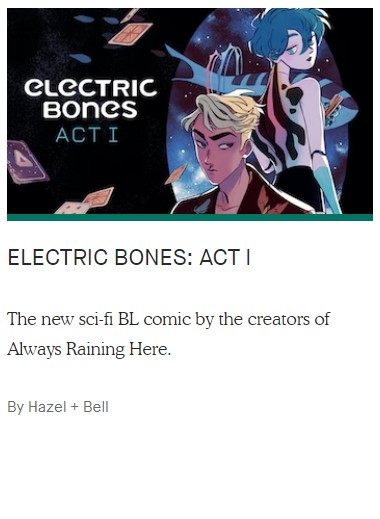 ELECTRIC
BONES
ACT I
ELECTRIC BONES: ACT I
The new sci-fi BL comic by the creators of
Always Raining Here.
By Hazel + Bell